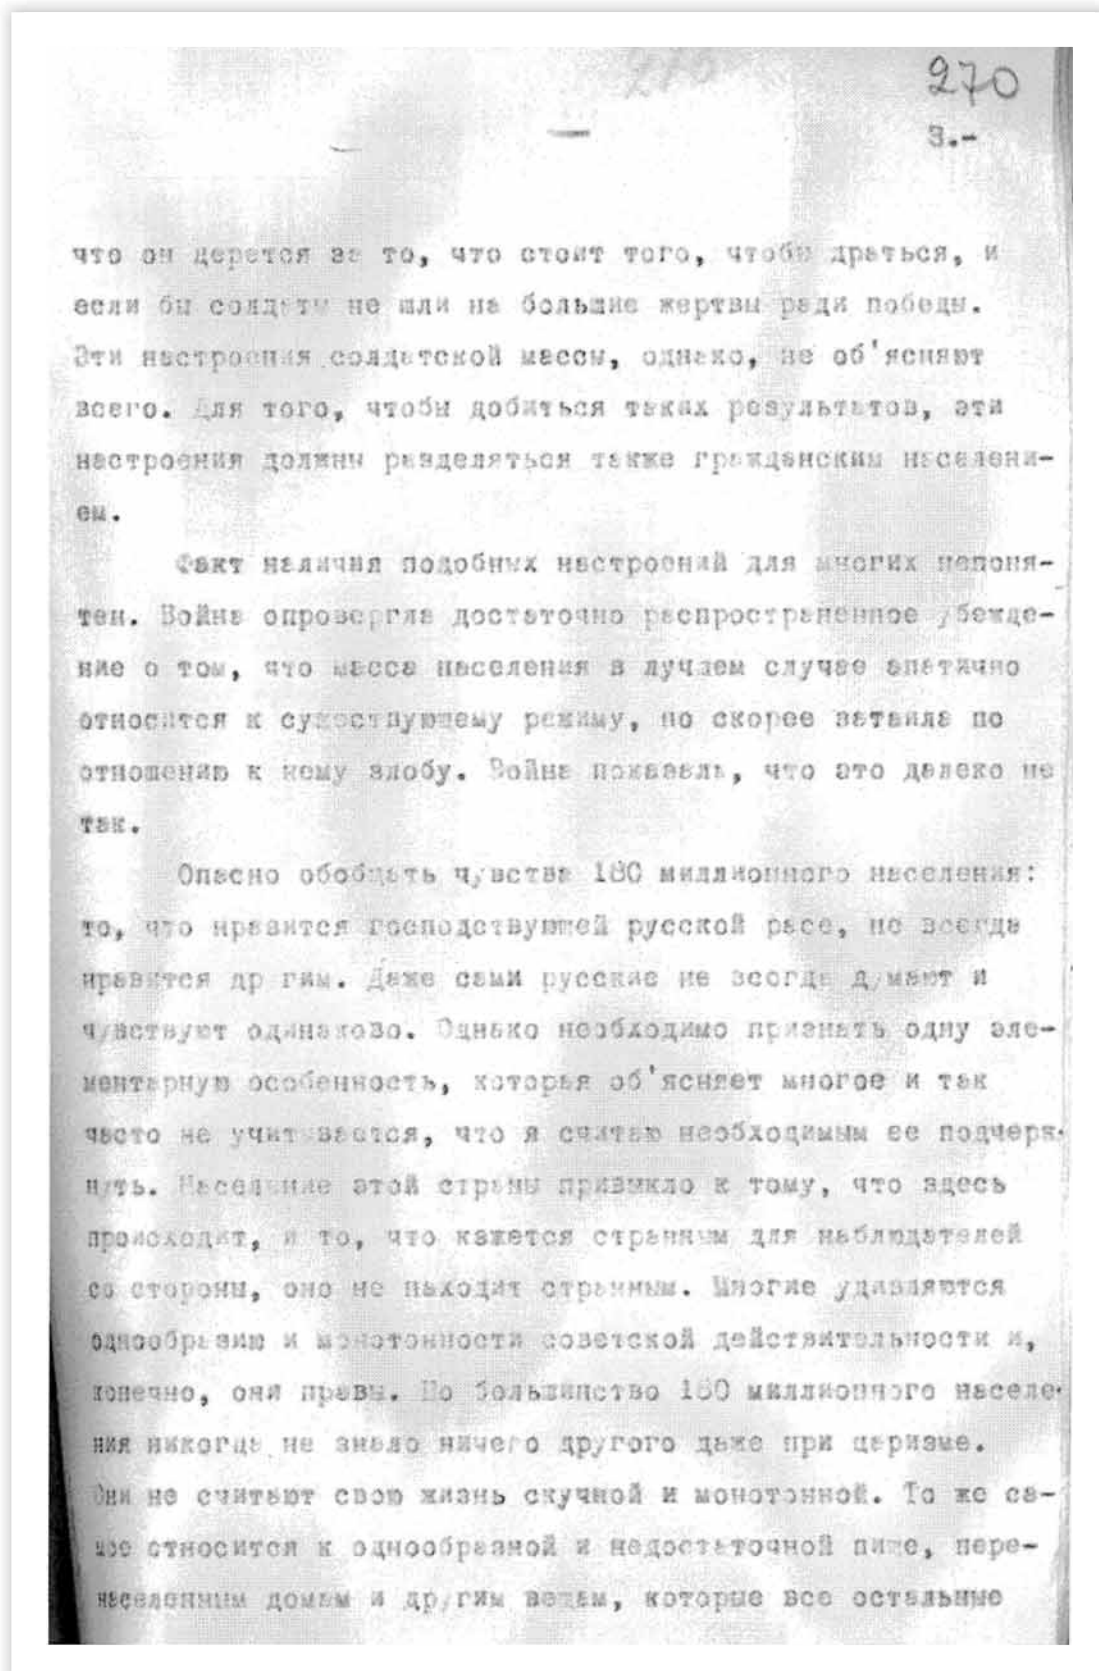 270
3.-
что он дерется за то, что стоит того, чтобы драться, и
если бы солдаты не шли на большие жертвы ради победы.
Эти настроения солдатской массы, однако, не об'ясняют
всего. Для того, чтобы добиться таких результатов, эти
настроения должны разделяться также гражданским населени-
ем.
Факт наличия подобных настроений для многих непоня-
тен. Война опровергла достаточно распространенное убежде-
ние о том, что масса населения в лучшем случае апатично
относится к существующему режиму, но скорее затаила по
отношению к нему злобу. Война показала, что это далеко не
так.
Опасно обобщать чувства 180 миллионного населения:
то, что нравится господствующей русской расе, не всегда
нравится другим. Даже сами русские не всегда думают и
чувствуют одинаково. Однако необходимо признать одну эле-
ментарную особенность, которая об'ясняет многое и так
часто не учитывается, что я считаю необходимым ее подчерк-
нуть. Население этой страны привыкло к тому, что здесь
происходит, и то, что кажется странным для наблюдателей
со стороны, оно не находит странным. Многие удивляются
однообразию и монотонности советской действительности и,
конечно, они правы. Но большинство 180 миллионного населе-
ния никогда не знало ничего другого даже при царизме.
Они не считают свою жизнь скучной и монотонной. То же са-
мое относится к однообразной и недостаточной пище, пере-
населенным домам и другим вещам, которые все остальные